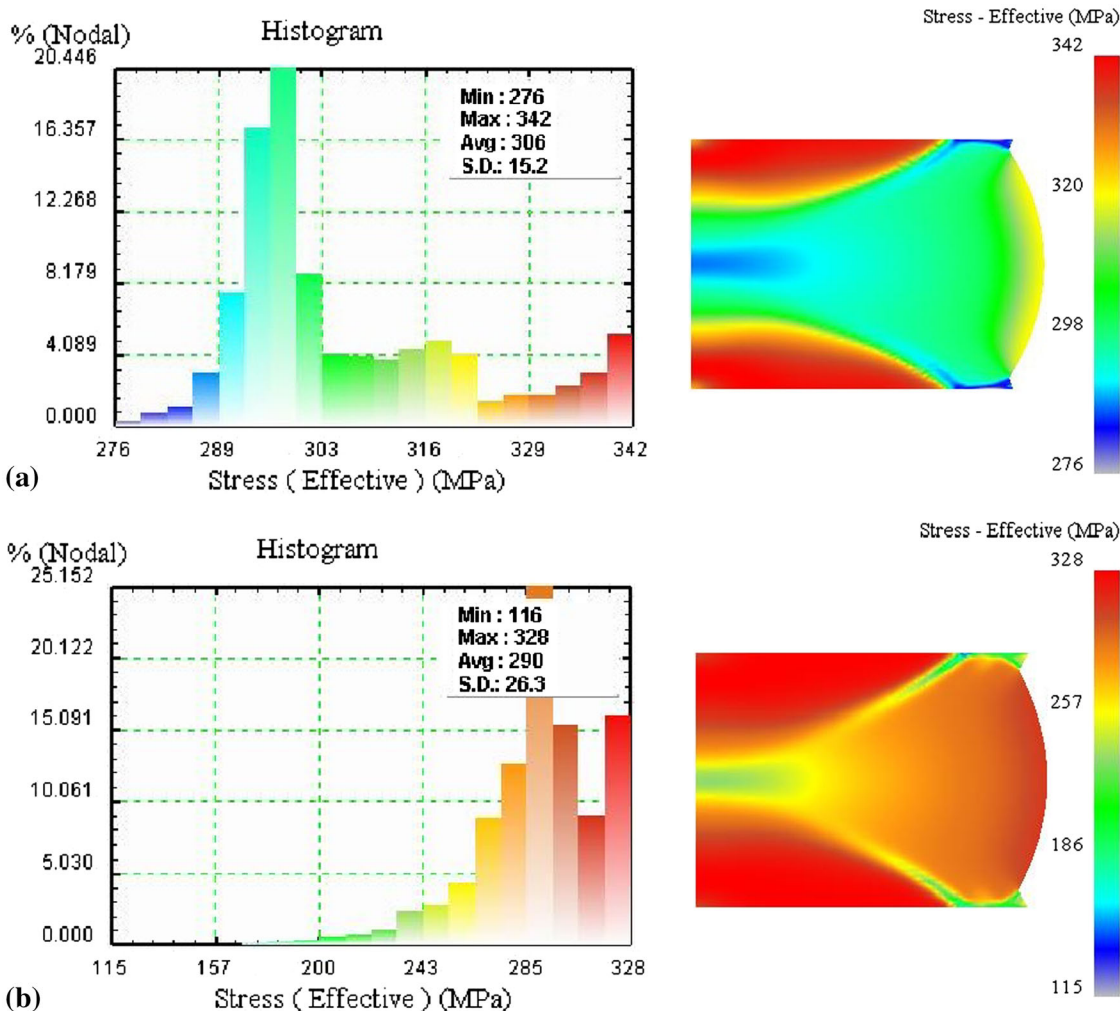 % (Nodal)
Histogram
20.446
16.357
12.268
8.179
4.089
0.000
Min : 276
Max : 342
Avg : 306
S.D.: 15.2
276 289 303 316 329 342
Stress ( Effective ) (MPa)
(a)
Stress - Effective (MPa)
342
320
298
276
% (Nodal)
Histogram
25.152
20.122
15.091
10.061
5.030
0.000
Min : 116
Max : 328
Avg : 290
S.D.: 26.3
115 157 200 243 285 328
Stress ( Effective ) (MPa)
(b)
Stress - Effective (MPa)
328
257
186
115